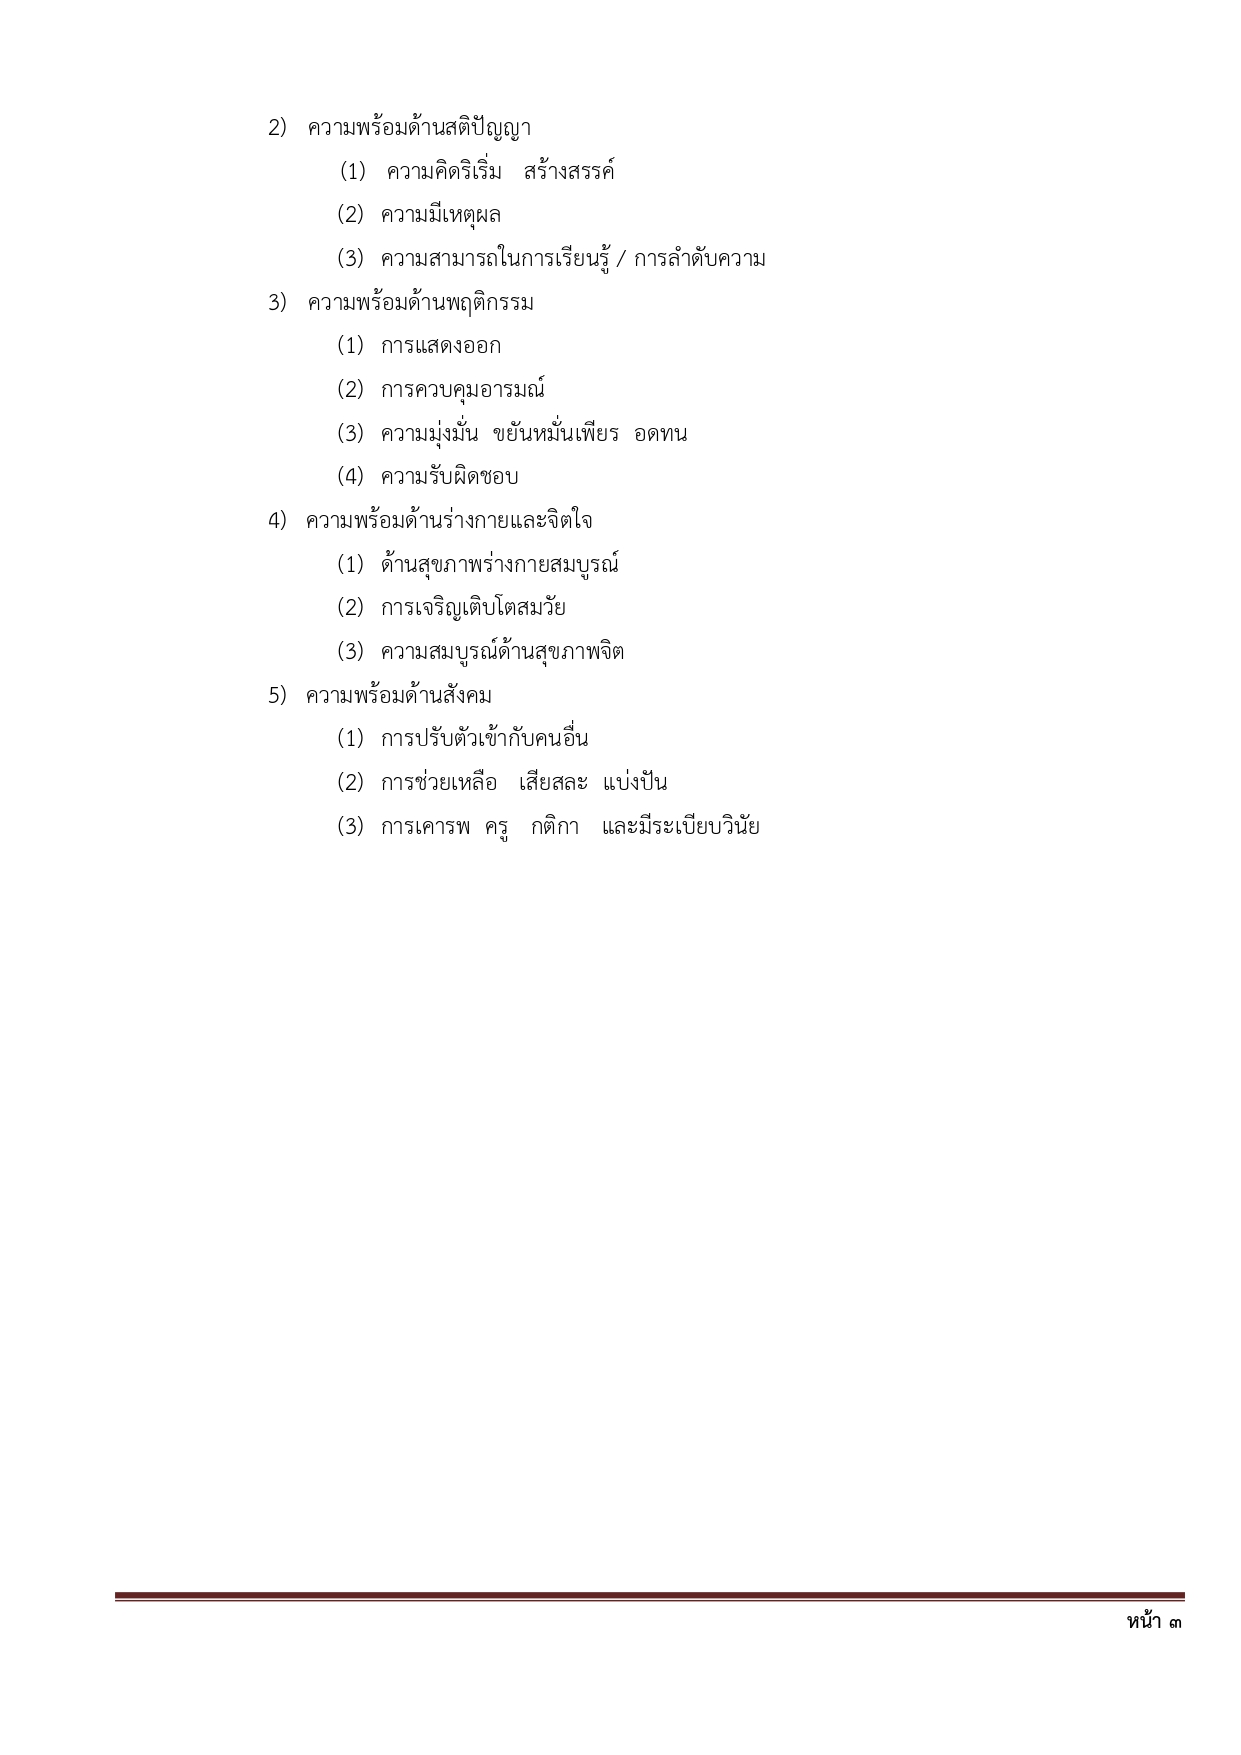 2) ความพร้อมด้านสติปัญญา
(1) ความคิดริเริ่ม สร้างสรรค์
(2) ความมีเหตุผล
(3) ความสามารถในการเรียนรู้ / การลำดับความ
3) ความพร้อมด้านพฤติกรรม
(1) การแสดงออก
(2) การควบคุมอารมณ์
(3) ความมุ่งมั่น ขยันหมั่นเพียร อดทน
(4) ความรับผิดชอบ
4) ความพร้อมด้านร่างกายและจิตใจ
(1) ด้านสุขภาพร่างกายสมบูรณ์
(2) การเจริญเติบโตสมวัย
(3) ความสมบูรณ์ด้านสุขภาพจิต
5) ความพร้อมด้านสังคม
(1) การปรับตัวเข้ากับคนอื่น
(2) การช่วยเหลือ เสียสละ แบ่งปัน
(3) การเคารพ ครู กติกา และมีระเบียบวินัย
หน้า ๓